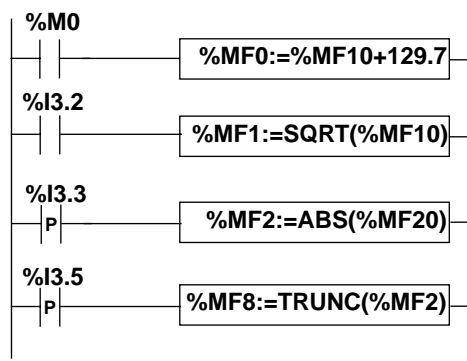 %M0
%MF0:=%MF10+129.7
%I3.2
%MF1:=SQRT(%MF10)
%I3.3
P
%MF2:=ABS(%MF20)
%I3.5
P
%MF8:=TRUNC(%MF2)